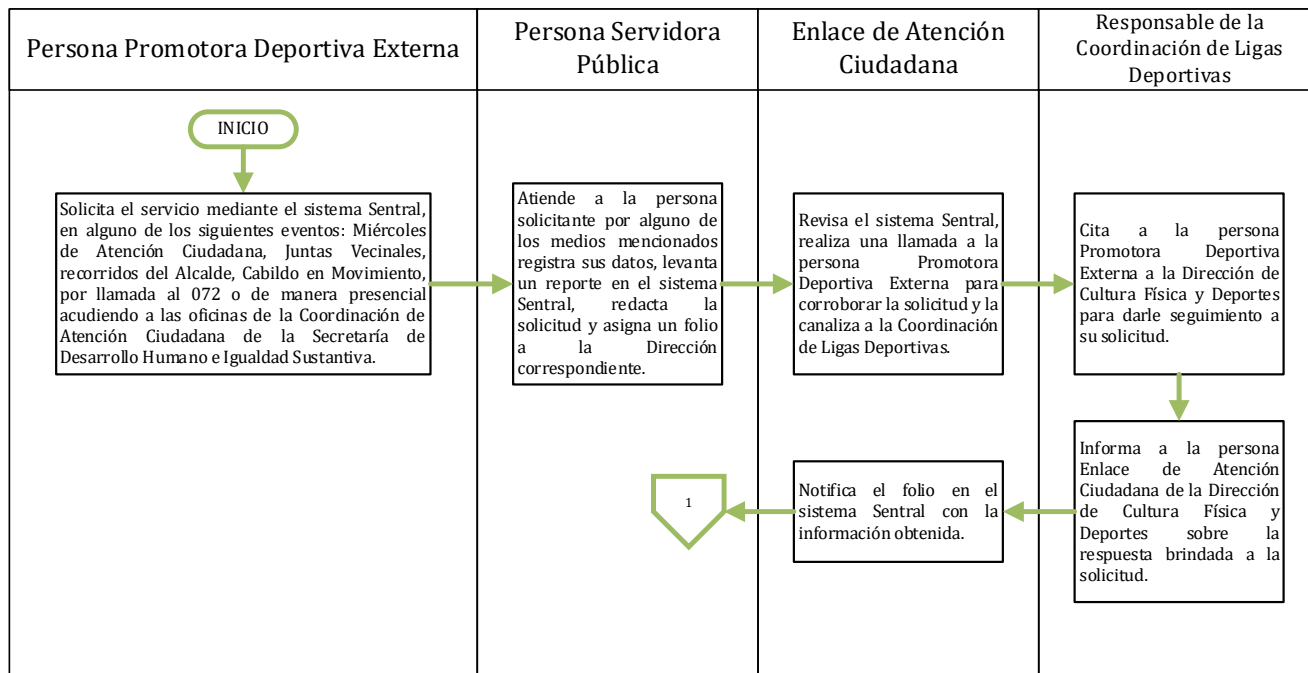 Persona Promotora Deportiva Externa
Persona Servidora
Pública
Enlace de Atención
Ciudadana
Responsable de la
Coordinación de Ligas
Deportivas
INICIO
Solicita el servicio mediante el sistema Sentral,
en alguno de los siguientes eventos: Miércoles
de Atención Ciudadana, Juntas Vecinales,
recorridos del Alcalde, Cabildo en Movimiento,
por llamada al 072 o de manera presencial
acudiendo a las oficinas de la Coordinación de
Atención Ciudadana de la Secretaría de
Desarrollo Humano e Igualdad Sustantiva.
Atiende a la persona
solicitante por alguno de
los medios mencionados
registra sus datos, levanta
un reporte en el sistema
Sentral, redacta la
solicitud y asigna un folio
a la Dirección
correspondiente.
Revisa el sistema Sentral,
realiza una llamada a la
persona Promotora
Deportiva Externa para
corroborar la solicitud y la
canaliza a la Coordinación
de Ligas Deportivas.
Cita a la persona
Promotora Deportiva
Externa a la Dirección de
Cultura Física y Deportes
para darle seguimiento a
su solicitud.
Informa a la persona
Enlace de Atención
Ciudadana de la Dirección
de Cultura Física y
Deportes sobre la
respuesta brindada a la
solicitud.
Notifica el folio en el
sistema Sentral con la
información obtenida.
1